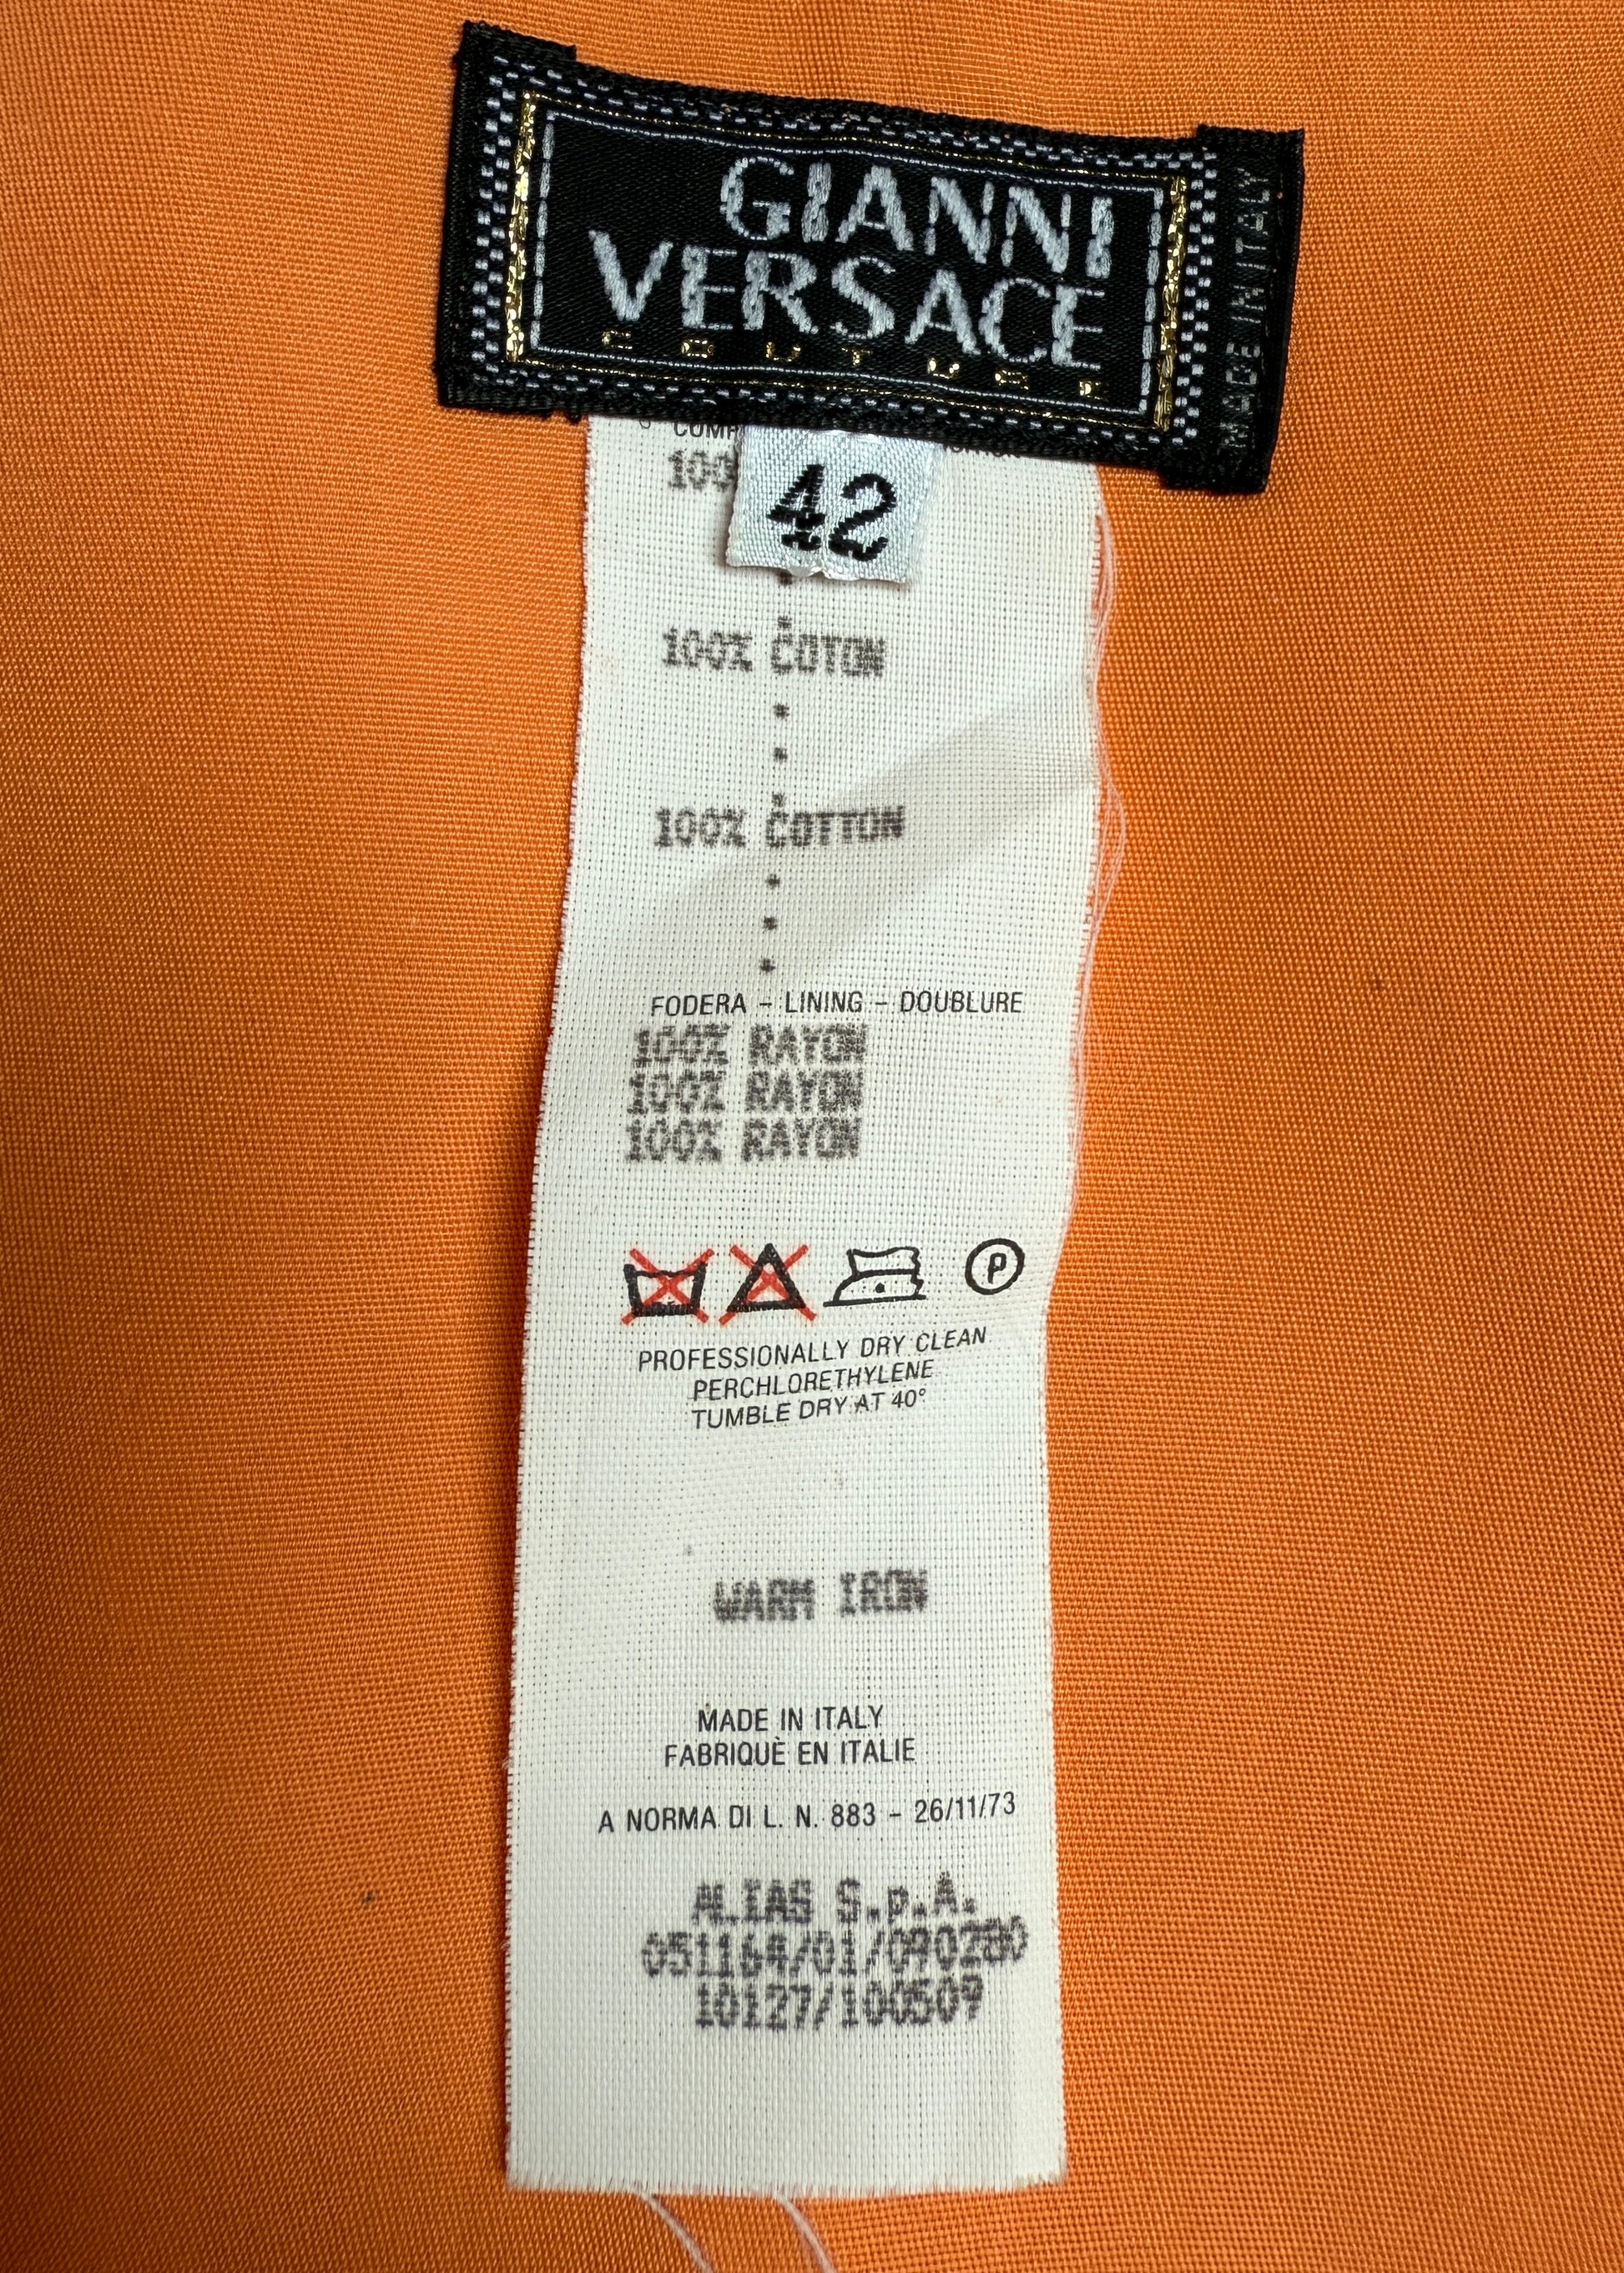 GIANNI
VERSACE
COUTURE
MADE IN ITALY
42
100
100% COTON
100% COTTON
FODERA - LINING - DOUBLURE
100% RAYON
100% RAYON
100% RAYON
P
PROFESSIONALLY DRY CLEAN
PERCHLORETHYLENE
TUMBLE DRY AT 40°
WARM IRON
MADE IN ITALY
FABRIQUÈ EN ITALIE
A NORMA DI L. N. 883 - 26/11/73
ALIAS S.p.A.
051164/01/090280
10127/100509